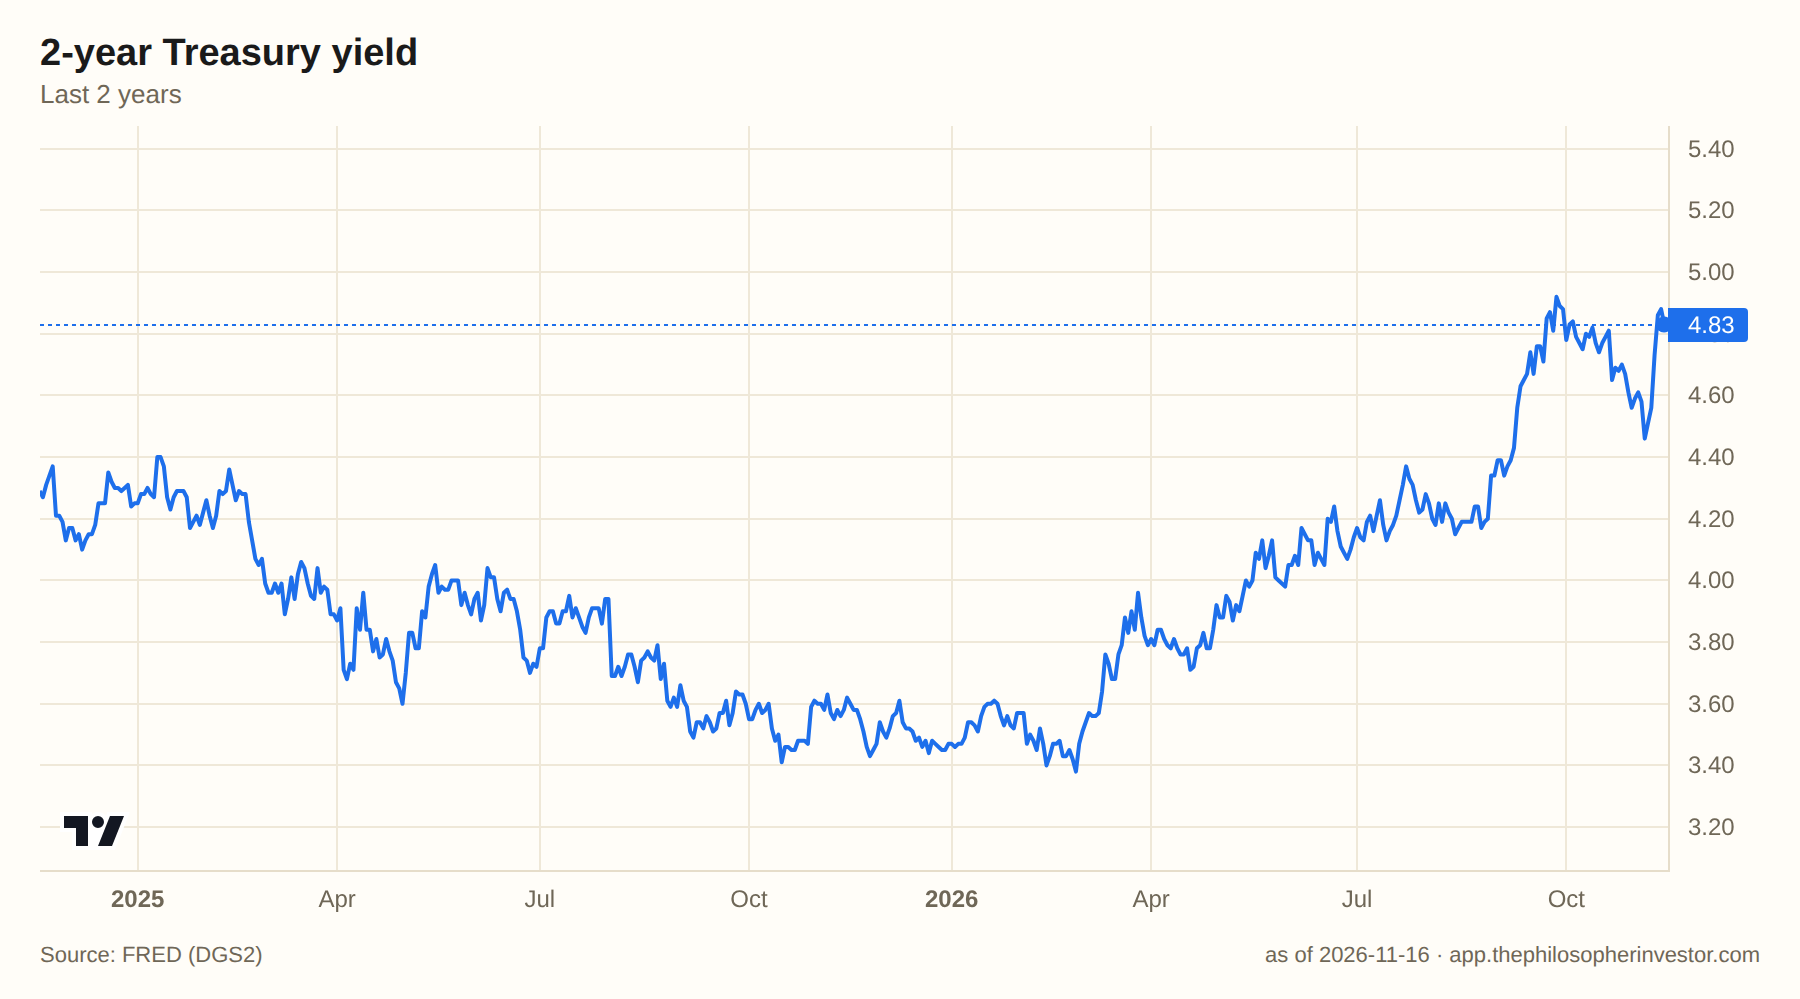 2-year Treasury yield
Last 2 years
5.40
5.20
5.00
4.83
4.60
4.40
4.20
4.00
3.80
3.60
3.40
3.20
2025 Apr Jul Oct 2026 Apr Jul Oct
Source: FRED (DGS2)
as of 2026-11-16 · app.thephilosopherinvestor.com